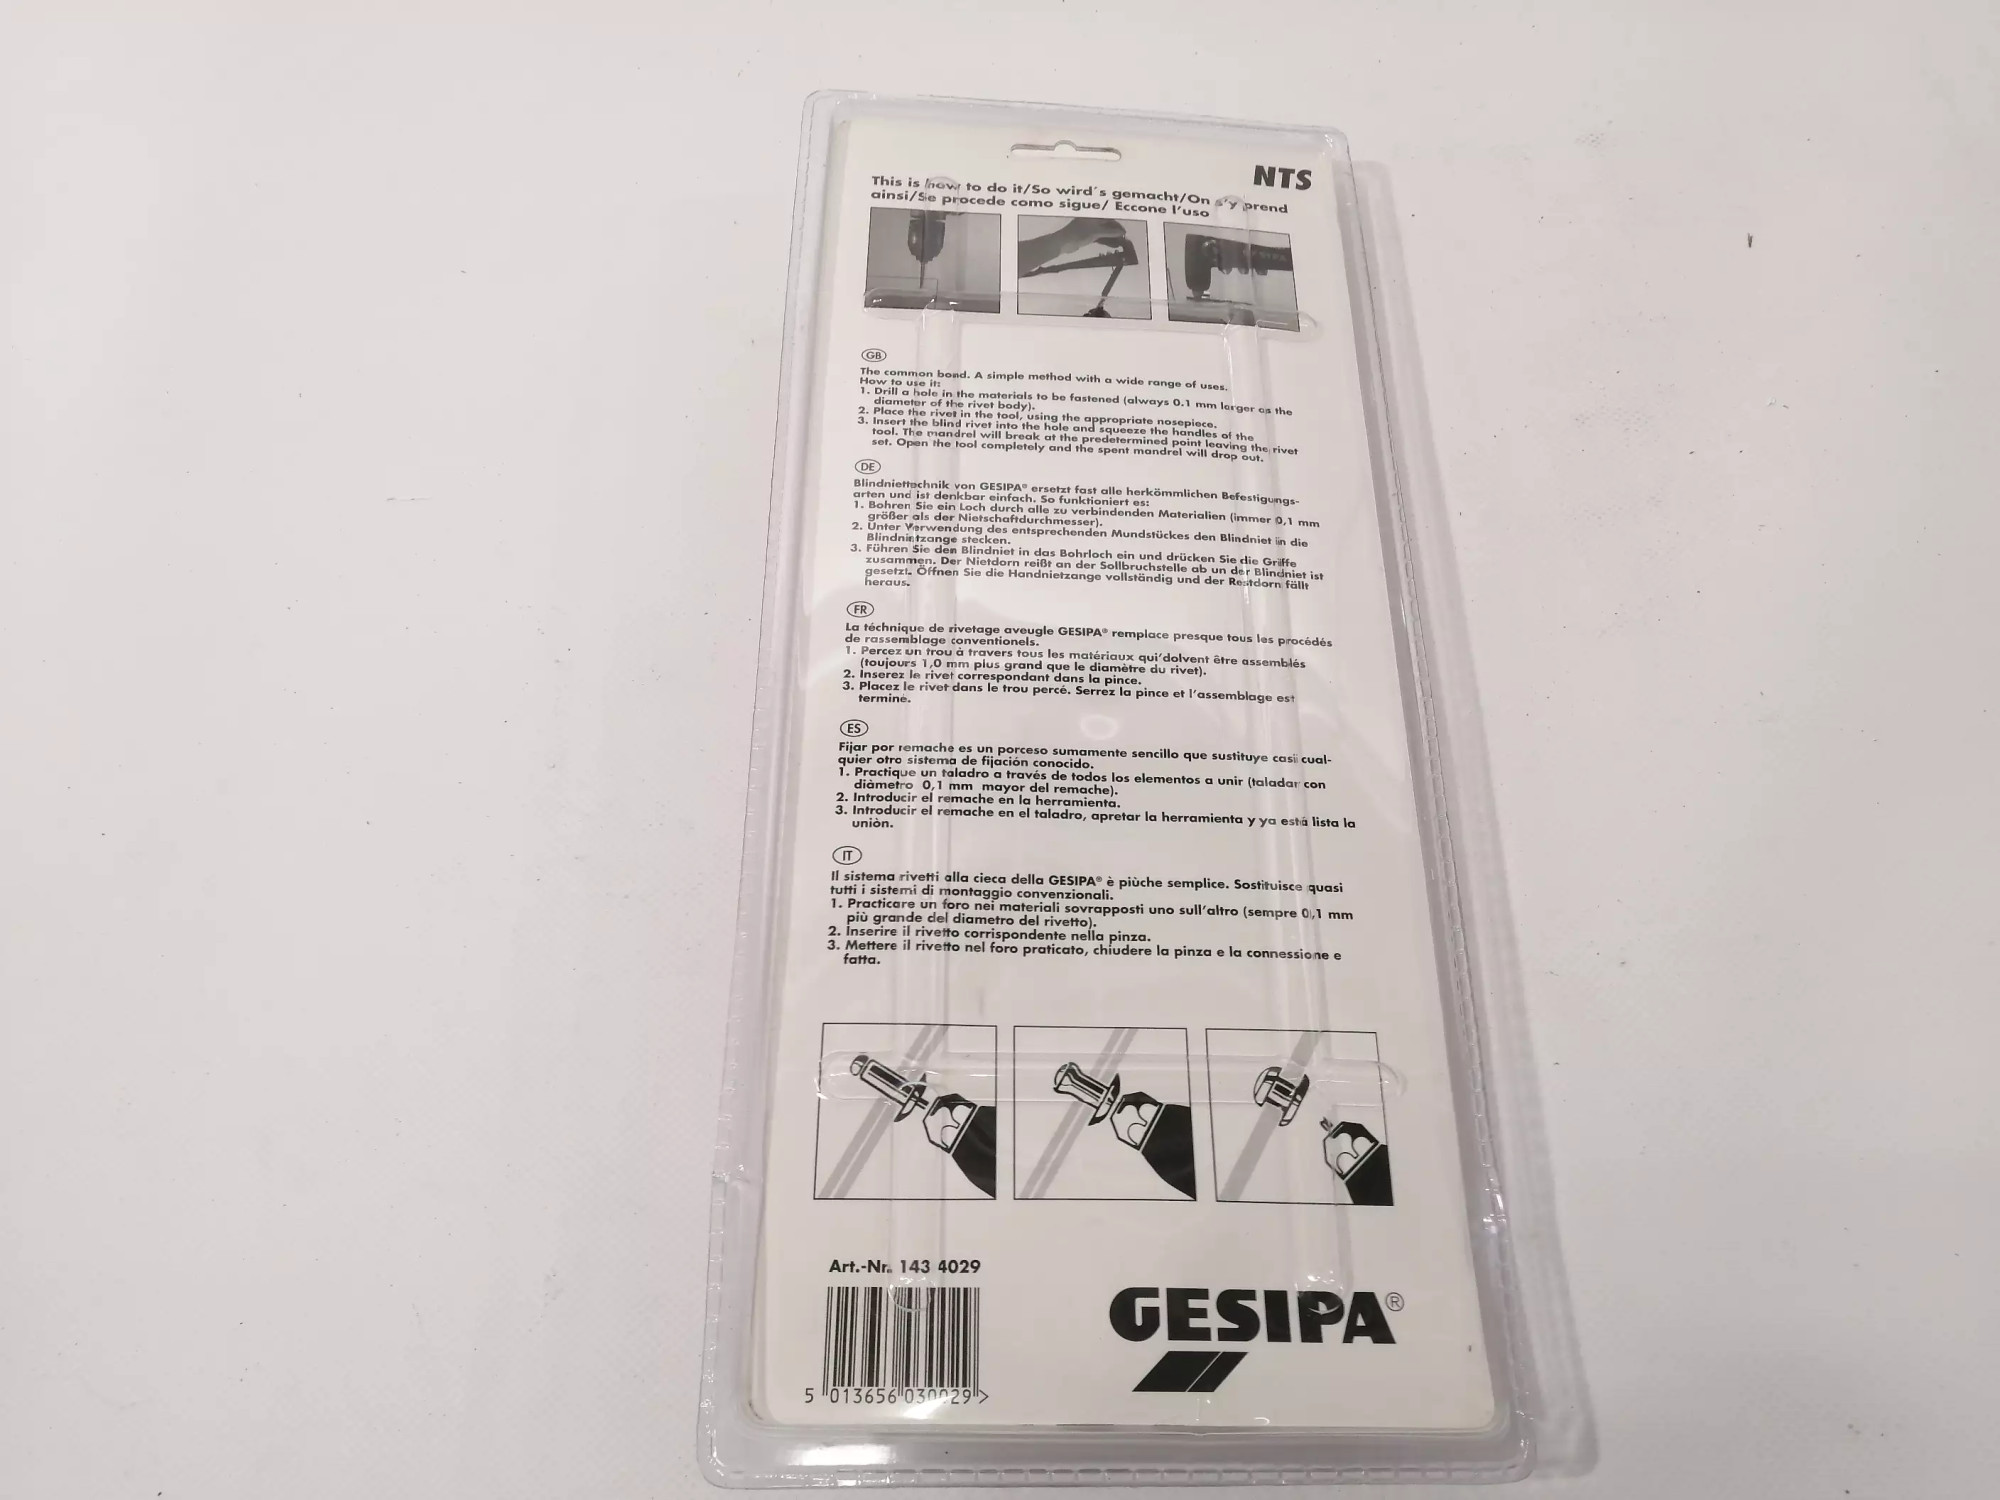 NTS
This is how to do it/So wird's gemacht/On s'y prend
ainsi/Se procede como sigue/ Eccone l'uso
GESIPA
GB
The common bond. A simple method with a wide range of uses.
How to use it:
1. Drill a hole in the materials to be fastened (always 0.1 mm larger as the
diameter of the rivet body).
2. Place the rivet in the tool, using the appropriate nosepiece.
3. Insert the blind rivet into the hole and squeeze the handles of the
tool. The mandrel will break at the predetermined point leaving the rivet
set. Open the tool completely and the spent mandrel will drop out.
DE
Blindniettechnik von GESIPA® ersetzt fast alle herkömmlichen Befestigungs-
arten und ist denkbar einfach. So funktioniert es:
1. Bohren Sie ein Loch durch alle zu verbindenden Materialien (immer 0,1 mm
größer als der Nietschaftdurchmesser).
2. Unter Verwendung des entsprechenden Mundstückes den Blindniet in die
Blindnietzange stecken.
3. Führen Sie den Blindniet in das Bohrloch ein und drücken Sie die Griffe
zusammen. Der Nietdorn reißt an der Sollbruchstelle ab un der Blindniet ist
gesetzt. Öffnen Sie die Handnietzange vollständig und der Restdorn fällt
heraus.
FR
La téchnique de rivetage aveugle GESIPA® remplace presque tous les procédés
de rassemblage conventionels.
1. Percez un trou à travers tous les matériaux qui'dolvent être assemblés
(toujours 1,0 mm plus grand que le diamètre du rivet).
2. Inserez le rivet correspondant dans la pince.
3. Placez le rivet dans le trou percé. Serrez la pince et l'assemblage est
terminé.
ES
Fijar por remache es un porceso sumamente sencillo que sustituye casi cual-
quier otro sistema de fijación conocido.
1. Practique un taladro a través de todos los elementos a unir (taladar con
diàmetro 0,1 mm mayor del remache).
2. Introducir el remache en la herramienta.
3. Introducir el remache en el taladro, apretar la herramienta y ya está lista la
uniòn.
IT
Il sistema rivetti alla cieca della GESIPA® è piùche semplice. Sostituisce quasi
tutti i sistemi di montaggio convenzionali.
1. Practicare un foro nei materiali sovrapposti uno sull'altro (sempre 0,1 mm
più grande del diametro del rivetto).
2. Inserire il rivetto corrispondente nella pinza.
3. Mettere il rivetto nel foro praticato, chiudere la pinza e la connessione e
fatta.
Art.-Nr. 143 4029
5 013656 030029 >
GESIPA®